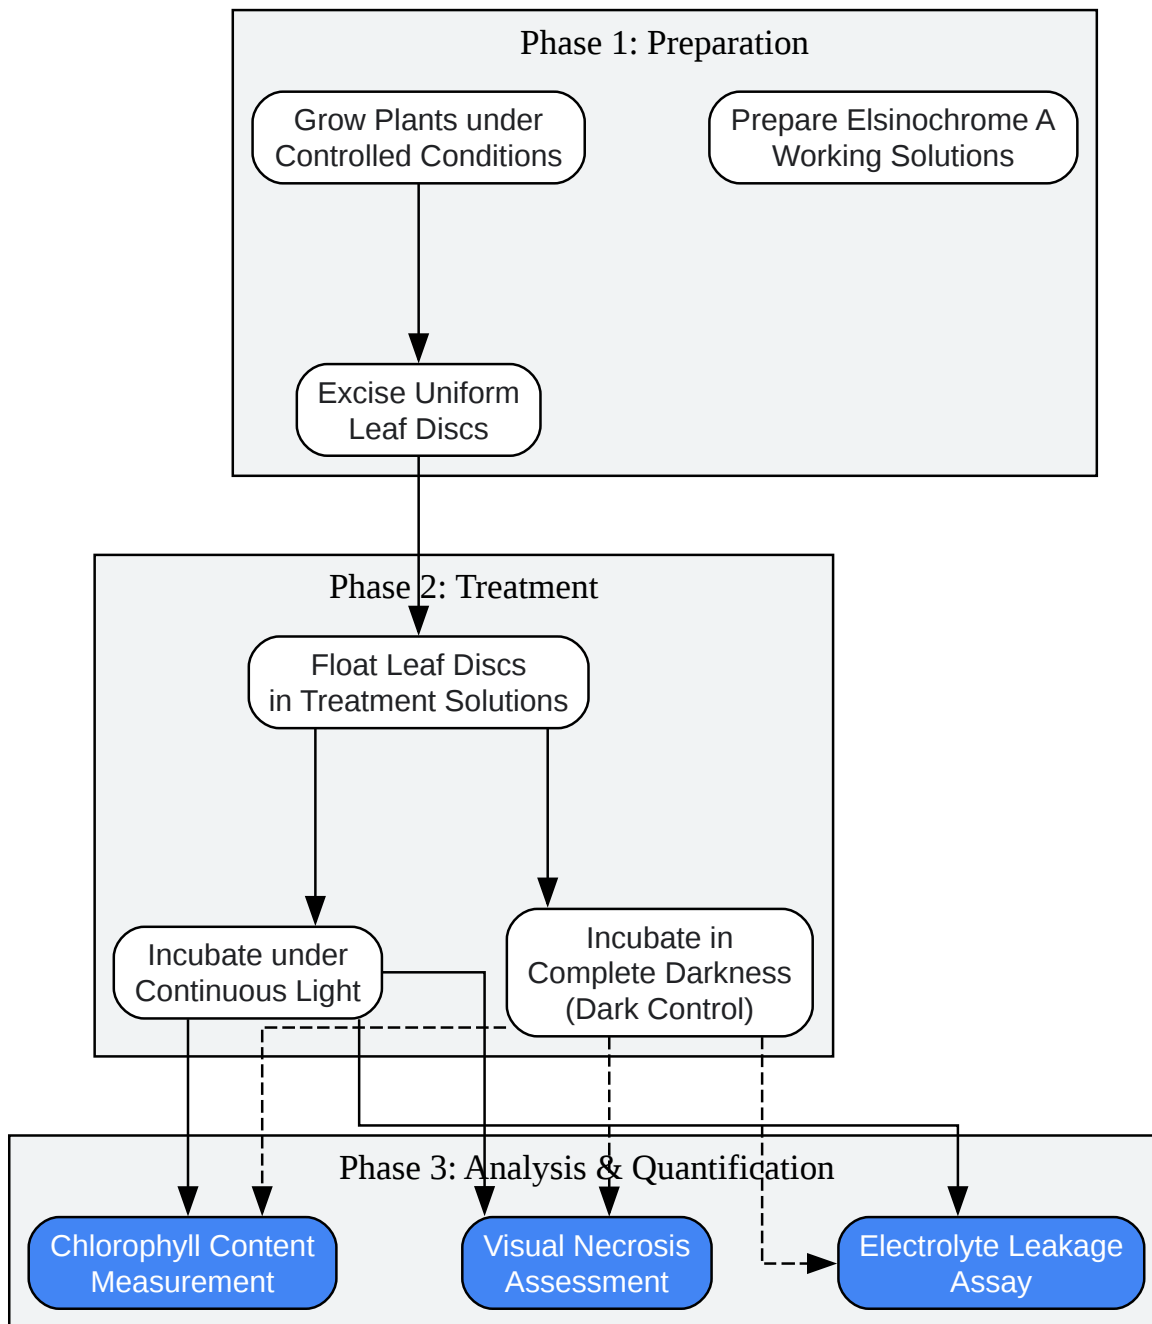 Phase 1: Preparation
Grow Plants under
Controlled Conditions
Prepare Elsinochrome A
Working Solutions
Excise Uniform
Leaf Discs
Phase 2: Treatment
Float Leaf Discs
in Treatment Solutions
Incubate under
Continuous Light
Incubate in
Complete Darkness
(Dark Control)
Phase 3: Analysis & Quantification
Chlorophyll Content
Measurement
Visual Necrosis
Assessment
Electrolyte Leakage
Assay